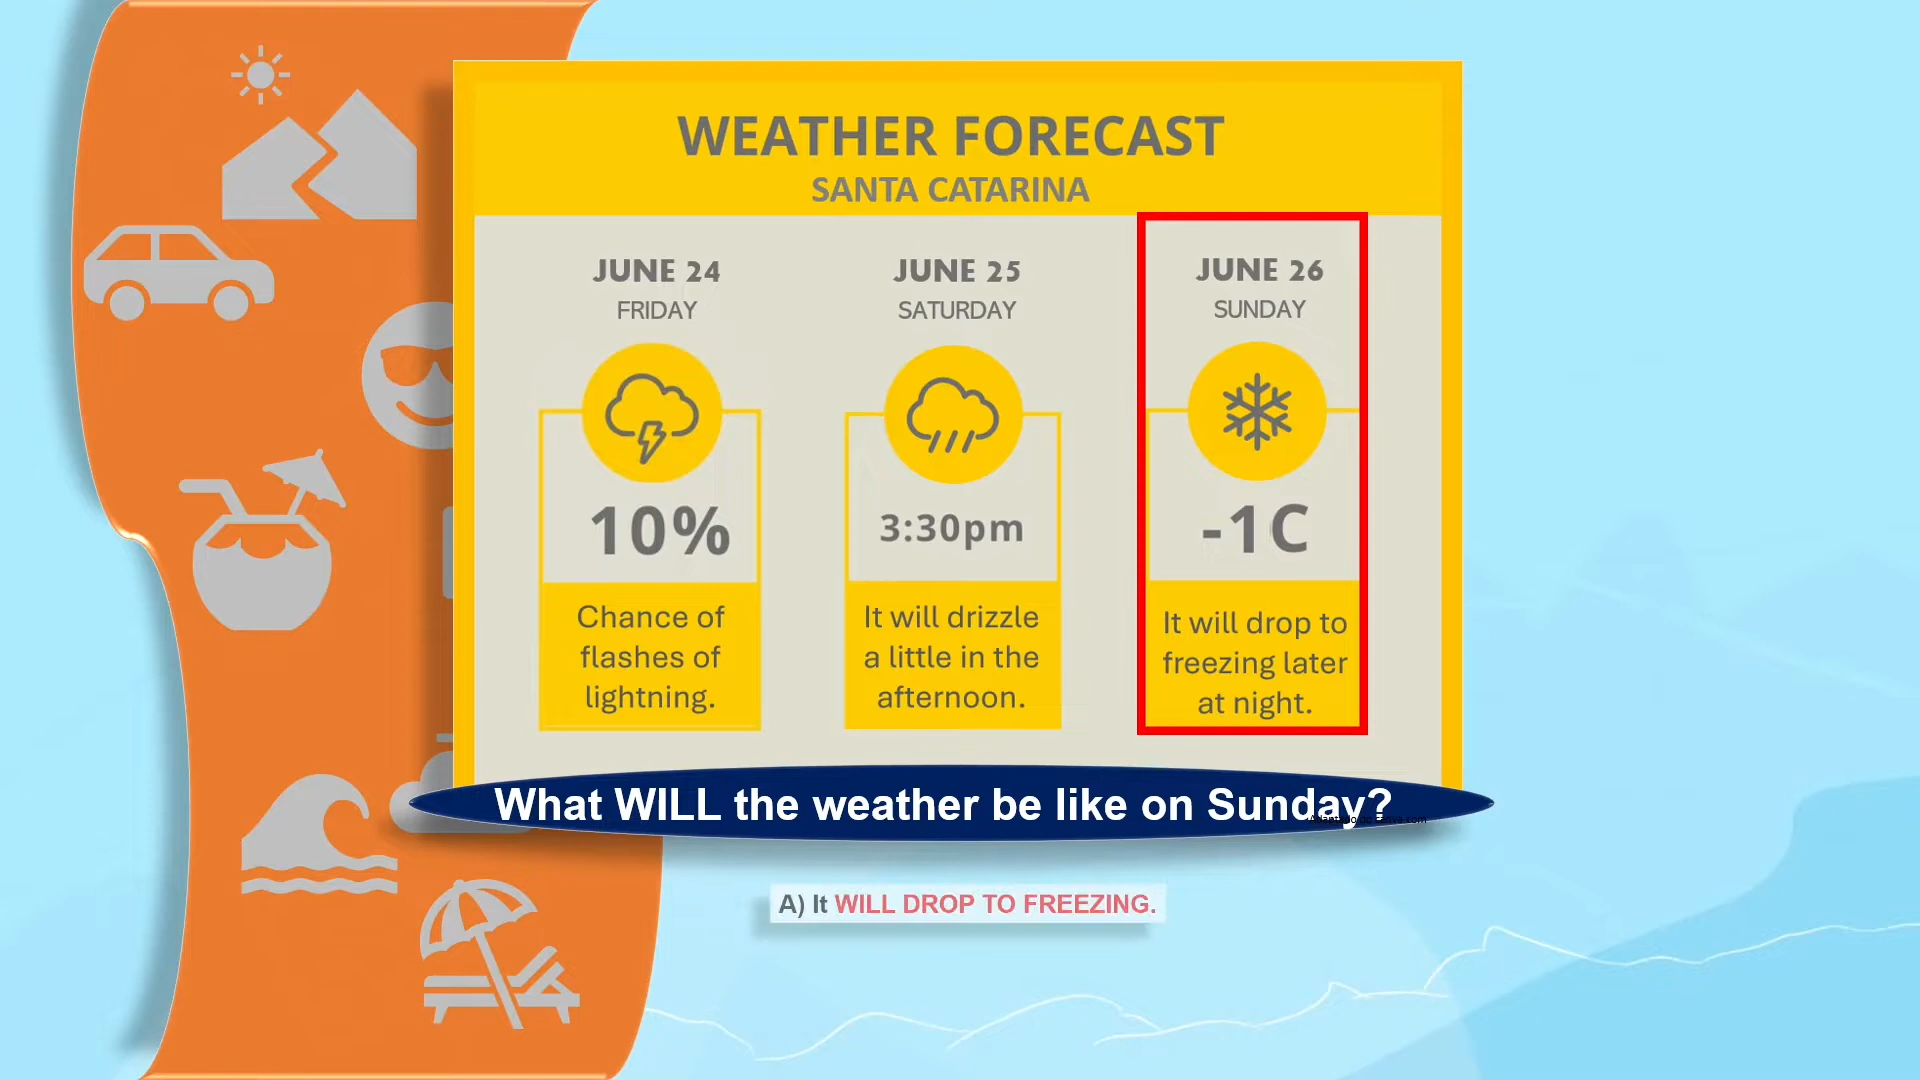 WEATHER FORECAST
SANTA CATARINA
JUNE 24
FRIDAY
10%
Chance of
flashes of
lightning.
JUNE 25
SATURDAY
3:30pm
It will drizzle
a little in the
afternoon.
JUNE 26
SUNDAY
-1C
It will drop to
freezing later
at night.
What WILL the weather be like on Sunday?
A) It WILL DROP TO FREEZING.